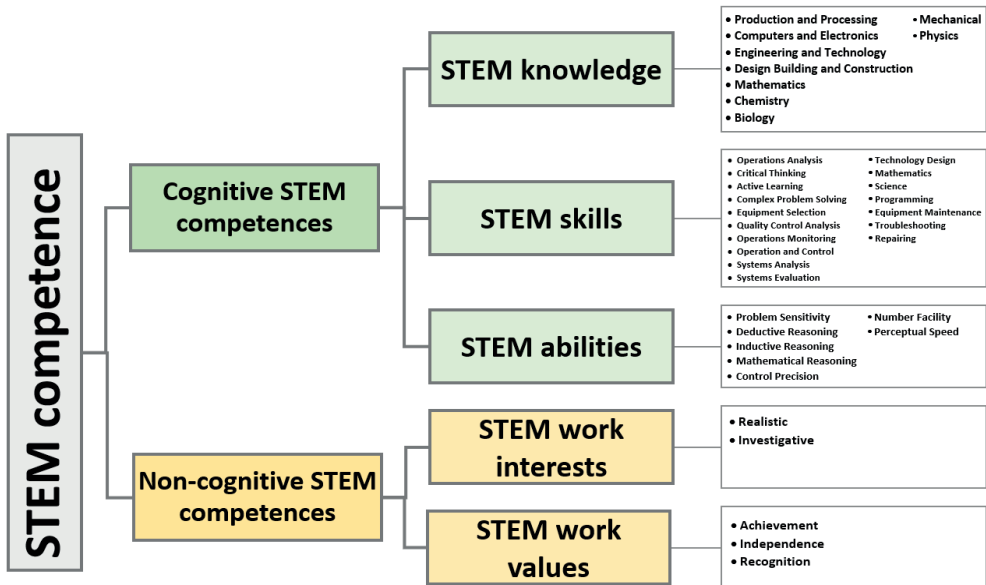 STEM competence
Cognitive STEM
competences
Non-cognitive STEM
competences
STEM knowledge
• Production and Processing
• Computers and Electronics
• Engineering and Technology
• Design Building and Construction
• Mathematics
• Chemistry
• Biology
• Mechanical
• Physics
STEM skills
• Operations Analysis
• Critical Thinking
• Active Learning
• Complex Problem Solving
• Equipment Selection
• Quality Control Analysis
• Operations Monitoring
• Operation and Control
• Systems Analysis
• Systems Evaluation
• Technology Design
• Mathematics
• Science
• Programming
• Equipment Maintenance
• Troubleshooting
• Repairing
STEM abilities
• Problem Sensitivity
• Deductive Reasoning
• Inductive Reasoning
• Mathematical Reasoning
• Control Precision
• Number Facility
• Perceptual Speed
STEM work
interests
• Realistic
• Investigative
STEM work
values
• Achievement
• Independence
• Recognition